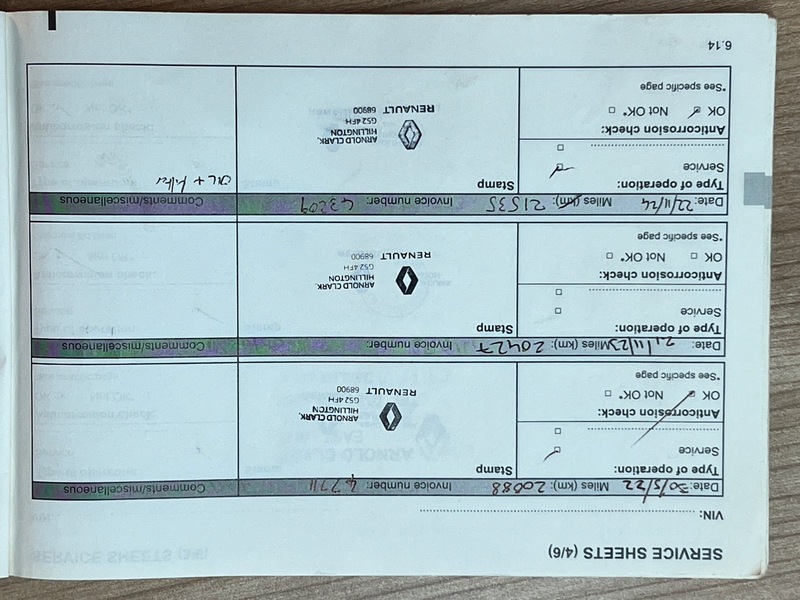 SERVICE SHEETS (4/6)
VIN:
Date: 30/5/22 Miles (km): 20088 Invoice number: 47711 Comments/miscellaneous
Type of operation: Stamp
Service
Anticorrosion check:
OK Not OK*
*See specific page
ARNOLD CLARK,
HILLINGTON
G52 4FH
68900
RENAULT
Date: 21/11/23 Miles (km): 20427 Invoice number: Comments/miscellaneous
Type of operation: Stamp
Service
Anticorrosion check:
OK Not OK*
*See specific page
ARNOLD CLARK,
HILLINGTON
G52 4FH
68900
RENAULT
Date: 22/11/24 Miles (km): 21535 Invoice number: 43209 Comments/miscellaneous
Type of operation: Stamp
Service
Anticorrosion check:
OK Not OK*
*See specific page
ARNOLD CLARK,
HILLINGTON
G52 4FH
68900
RENAULT
OIL + filter
6.14